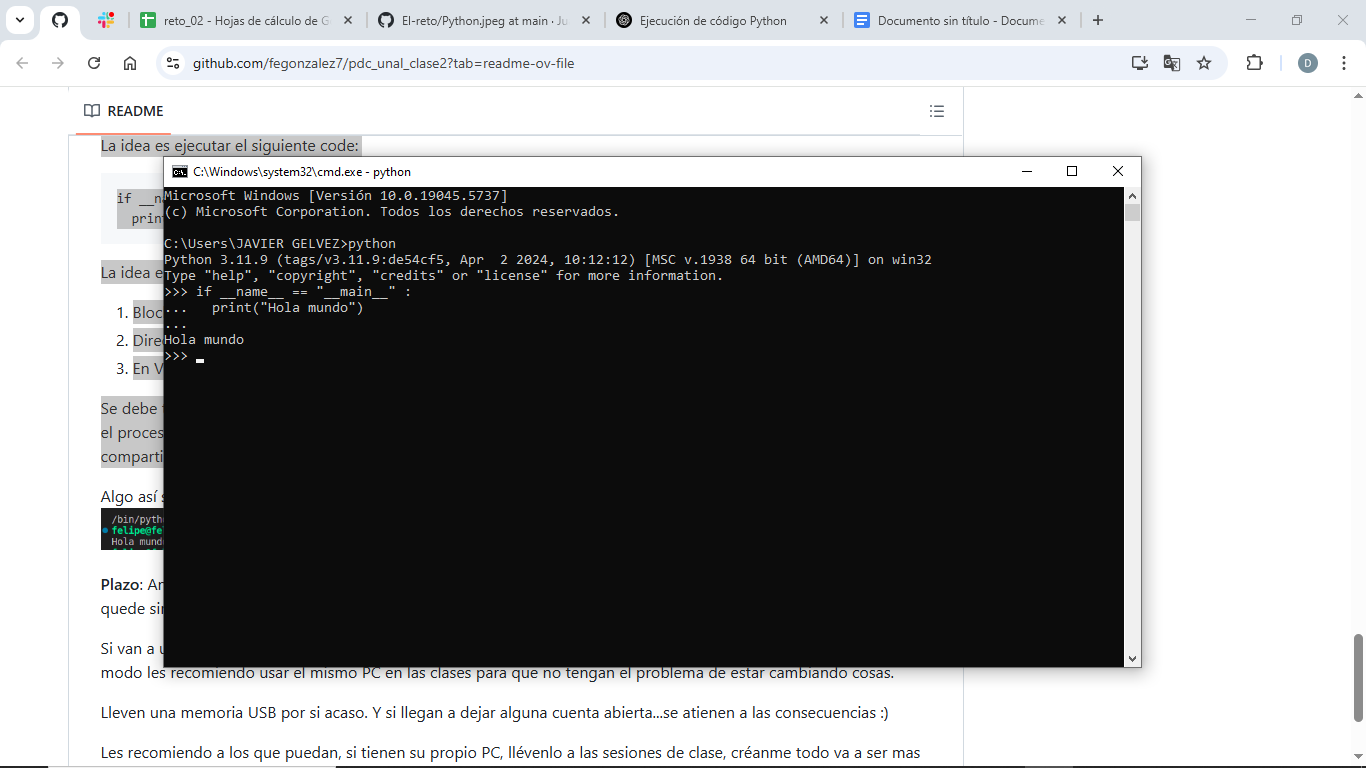 reto_02 - Hojas de cálculo de G
El-reto/Python.jpeg at main · Ju
Ejecución de código Python
Documento sin título - Docume
github.com/fegonzalez7/pdc_unal_clase2?tab=readme-ov-file
D
README
La idea es ejecutar el siguiente code:
C:\Windows\system32\cmd.exe - python
Microsoft Windows [Versión 10.0.19045.5737]
(c) Microsoft Corporation. Todos los derechos reservados.
C:\Users\JAVIER GELVEZ>python
Python 3.11.9 (tags/v3.11.9:de54cf5, Apr  2 2024, 10:12:12) [MSC v.1938 64 bit (AMD64)] on win32
Type "help", "copyright", "credits" or "license" for more information.
>>> if __name__ == "__main__" :
...   print("Hola mundo")
...
Hola mundo
>>>
if __n
prin
La idea e
1. Bloc
2. Dire
3. En V
Se debe
el proces
comparti
Algo así s
/bin/pyth
felipe@fe
Hola mund
Plazo: An
quede sin
Si van a u
modo les recomiendo usar el mismo PC en las clases para que no tengan el problema de estar cambiando cosas.
Lleven una memoria USB por si acaso. Y si llegan a dejar alguna cuenta abierta...se atienen a las consecuencias :)
Les recomiendo a los que puedan, si tienen su propio PC, llévenlo a las sesiones de clase, créanme todo va a ser mas